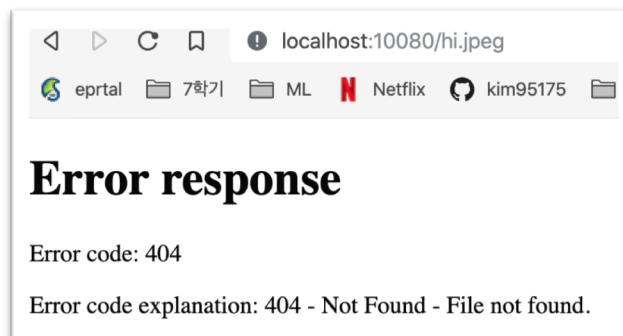 localhost:10080/hi.jpeg
eprtal 7학기 ML Netflix kim95175
Error response
Error code: 404
Error code explanation: 404 - Not Found - File not found.